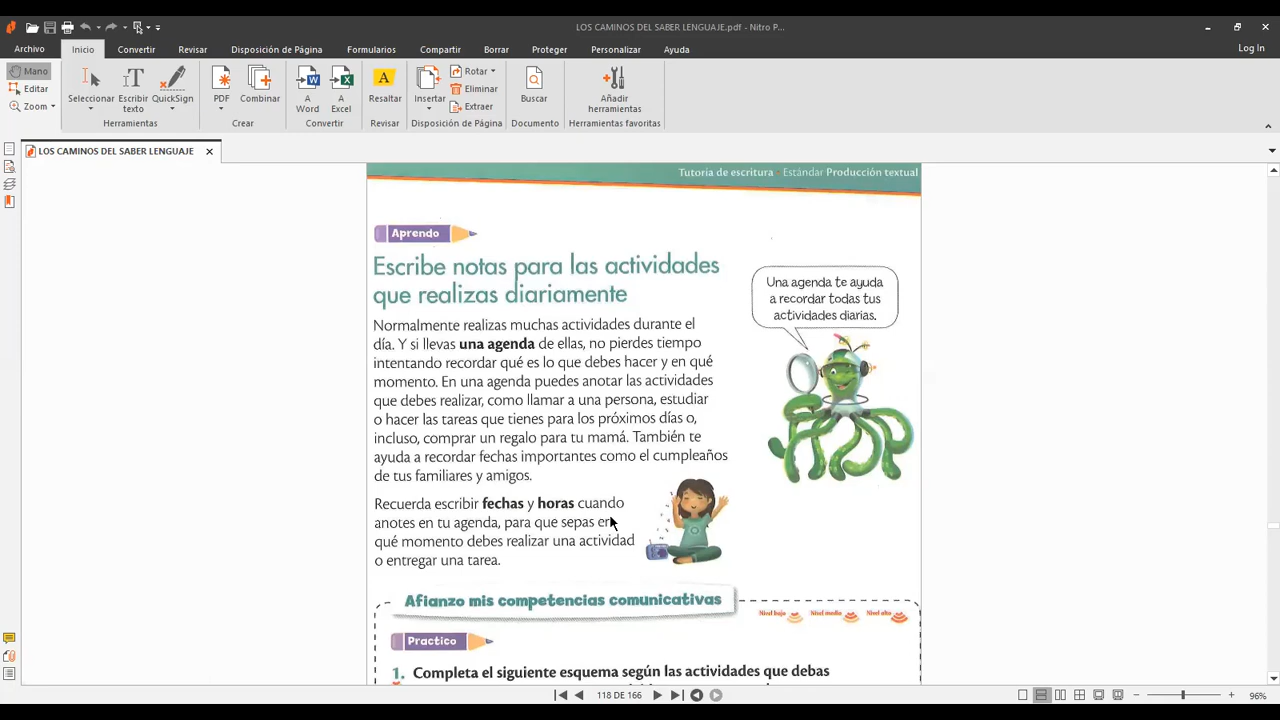 LOS CAMINOS DEL SABER LENGUAJE.pdf - Nitro P...
Archivo Inicio Convertir Revisar Disposición de Página Formularios Compartir Borrar Proteger Personalizar Ayuda Log In
Mano
Editar
Zoom
Seleccionar
Escribir texto
QuickSign
Herramientas
PDF
Combinar
Crear
A Word
A Excel
Convertir
Resaltar
Revisar
Insertar
Rotar
Eliminar
Extraer
Disposición de Página
Buscar
Documento
Añadir herramientas
Herramientas favoritas
LOS CAMINOS DEL SABER LENGUAJE
Tutoría de escritura · Estándar Producción textual
Aprendo
Escribe notas para las actividades
que realizas diariamente
Normalmente realizas muchas actividades durante el
día. Y si llevas una agenda de ellas, no pierdes tiempo
intentando recordar qué es lo que debes hacer y en qué
momento. En una agenda puedes anotar las actividades
que debes realizar, como llamar a una persona, estudiar
o hacer las tareas que tienes para los próximos días o,
incluso, comprar un regalo para tu mamá. También te
ayuda a recordar fechas importantes como el cumpleaños
de tus familiares y amigos.
Recuerda escribir fechas y horas cuando
anotes en tu agenda, para que sepas en
qué momento debes realizar una actividad
o entregar una tarea.
Una agenda te ayuda
a recordar todas tus
actividades diarias.
Afianzo mis competencias comunicativas
Nivel bajo Nivel medio Nivel alto
Practico
1. Completa el siguiente esquema según las actividades que debas
118 DE 166
96%